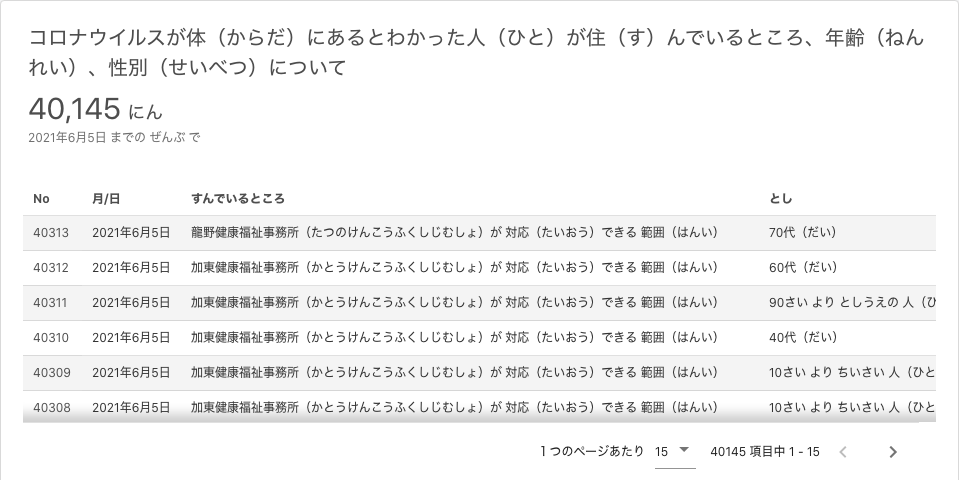 コロナウイルスが体（からだ）にあるとわかった人（ひと）が住（す）んでいるところ、年齢（ねん
れい）、性別（せいべつ）について
40,145 にん
2021年6月5日 までの ぜんぶ で
No 月/日 すんでいるところ とし
40313 2021年6月5日 龍野健康福祉事務所（たつのけんこうふくしじむしょ）が 対応（たいおう）できる 範囲（はんい） 70代（だい）
40312 2021年6月5日 加東健康福祉事務所（かとうけんこうふくしじむしょ）が 対応（たいおう）できる 範囲（はんい） 60代（だい）
40311 2021年6月5日 加東健康福祉事務所（かとうけんこうふくしじむしょ）が 対応（たいおう）できる 範囲（はんい） 90さい より としうえの 人（ひ
40310 2021年6月5日 加東健康福祉事務所（かとうけんこうふくしじむしょ）が 対応（たいおう）できる 範囲（はんい） 40代（だい）
40309 2021年6月5日 加東健康福祉事務所（かとうけんこうふくしじむしょ）が 対応（たいおう）できる 範囲（はんい） 10さい より ちいさい 人（ひと
40308 2021年6月5日 加東健康福祉事務所（かとうけんこうふくしじむしょ）が 対応（たいおう）できる 範囲（はんい） 10さい より ちいさい 人（ひと
1 つのページあたり 15 40145 項目中 1 - 15